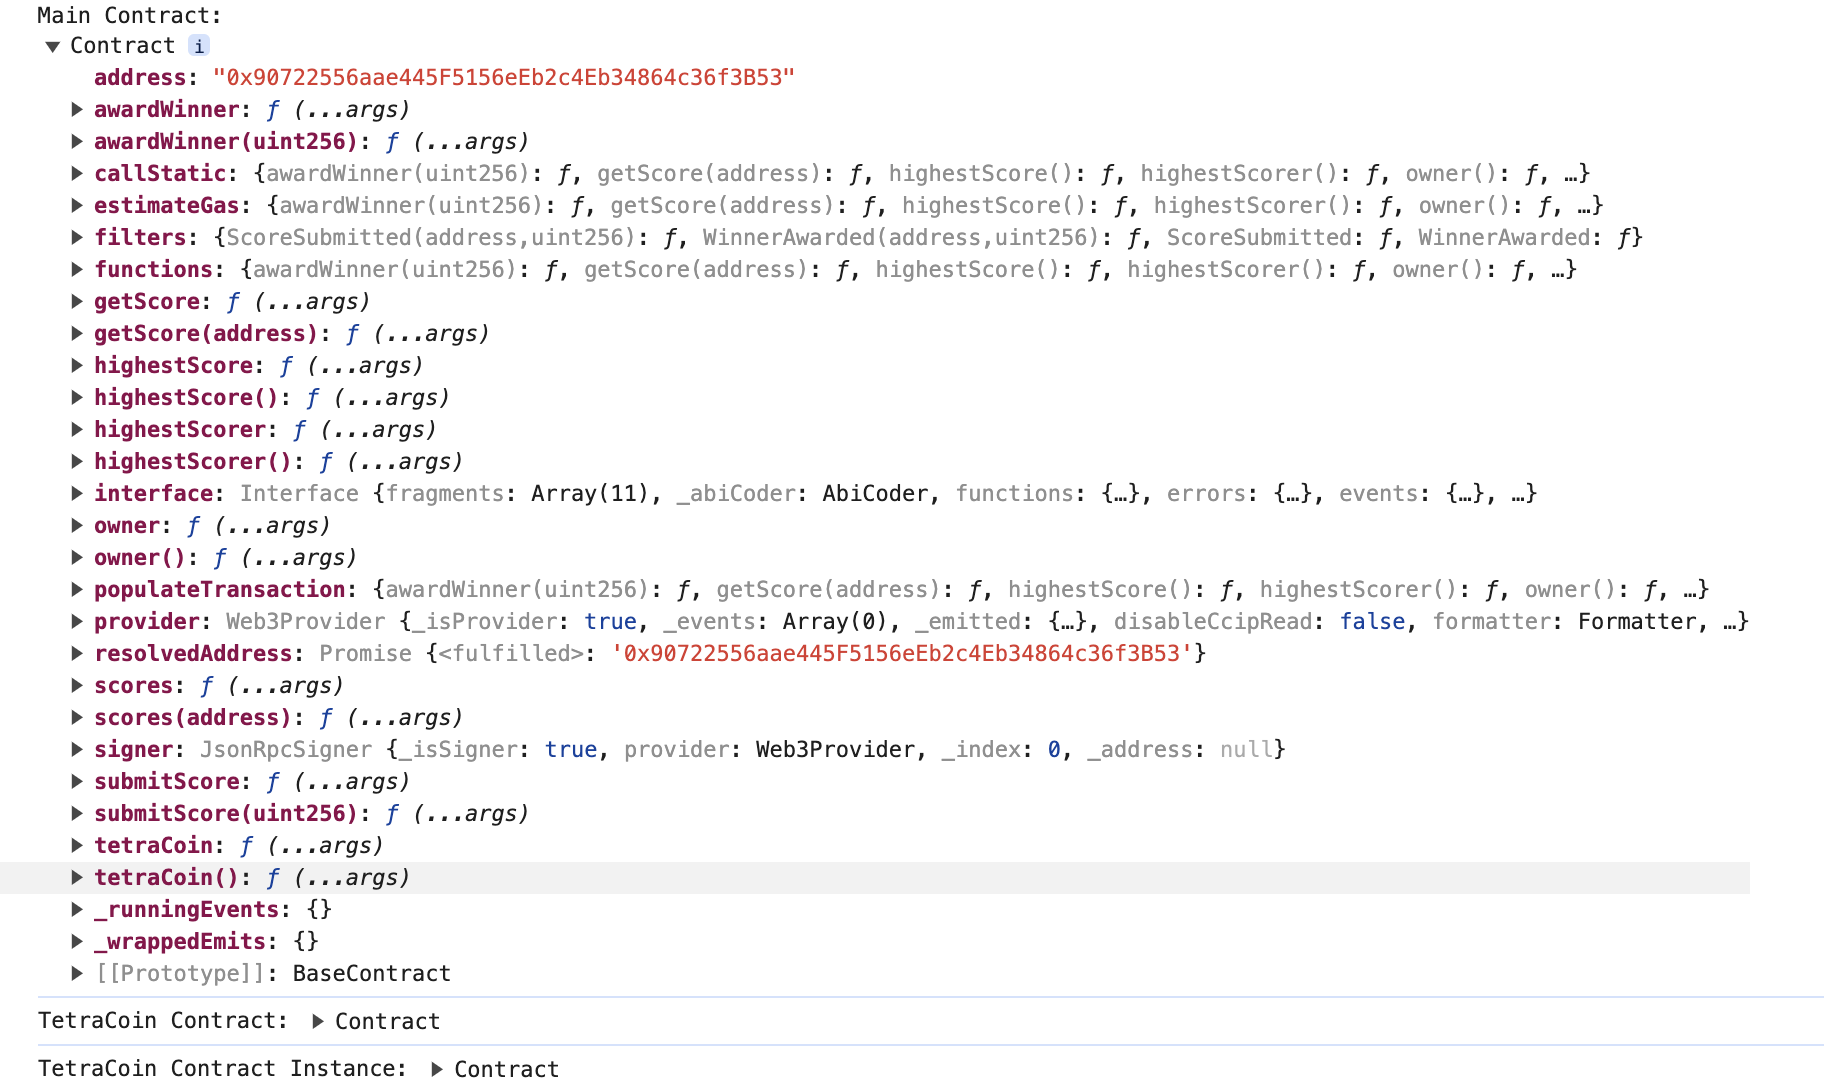 Main Contract:
▼ Contract i
address: "0x90722556aae445F5156eEb2c4Eb34864c36f3B53"
▶ awardWinner: ƒ (...args)
▶ awardWinner(uint256): ƒ (...args)
▶ callStatic: {awardWinner(uint256): ƒ, getScore(address): ƒ, highestScore(): ƒ, highestScorer(): ƒ, owner(): ƒ, …}
▶ estimateGas: {awardWinner(uint256): ƒ, getScore(address): ƒ, highestScore(): ƒ, highestScorer(): ƒ, owner(): ƒ, …}
▶ filters: {ScoreSubmitted(address,uint256): ƒ, WinnerAwarded(address,uint256): ƒ, ScoreSubmitted: ƒ, WinnerAwarded: ƒ}
▶ functions: {awardWinner(uint256): ƒ, getScore(address): ƒ, highestScore(): ƒ, highestScorer(): ƒ, owner(): ƒ, …}
▶ getScore: ƒ (...args)
▶ getScore(address): ƒ (...args)
▶ highestScore: ƒ (...args)
▶ highestScore(): ƒ (...args)
▶ highestScorer: ƒ (...args)
▶ highestScorer(): ƒ (...args)
▶ interface: Interface {fragments: Array(11), _abiCoder: AbiCoder, functions: {…}, errors: {…}, events: {…}, …}
▶ owner: ƒ (...args)
▶ owner(): ƒ (...args)
▶ populateTransaction: {awardWinner(uint256): ƒ, getScore(address): ƒ, highestScore(): ƒ, highestScorer(): ƒ, owner(): ƒ, …}
▶ provider: Web3Provider {_isProvider: true, _events: Array(0), _emitted: {…}, disableCcipRead: false, formatter: Formatter, …}
▶ resolvedAddress: Promise {<fulfilled>: '0x90722556aae445F5156eEb2c4Eb34864c36f3B53'}
▶ scores: ƒ (...args)
▶ scores(address): ƒ (...args)
▶ signer: JsonRpcSigner {_isSigner: true, provider: Web3Provider, _index: 0, _address: null}
▶ submitScore: ƒ (...args)
▶ submitScore(uint256): ƒ (...args)
▶ tetraCoin: ƒ (...args)
▶ tetraCoin(): ƒ (...args)
▶ _runningEvents: {}
▶ _wrappedEmits: {}
▶ [[Prototype]]: BaseContract
TetraCoin Contract: ▶ Contract
TetraCoin Contract Instance: ▶ Contract